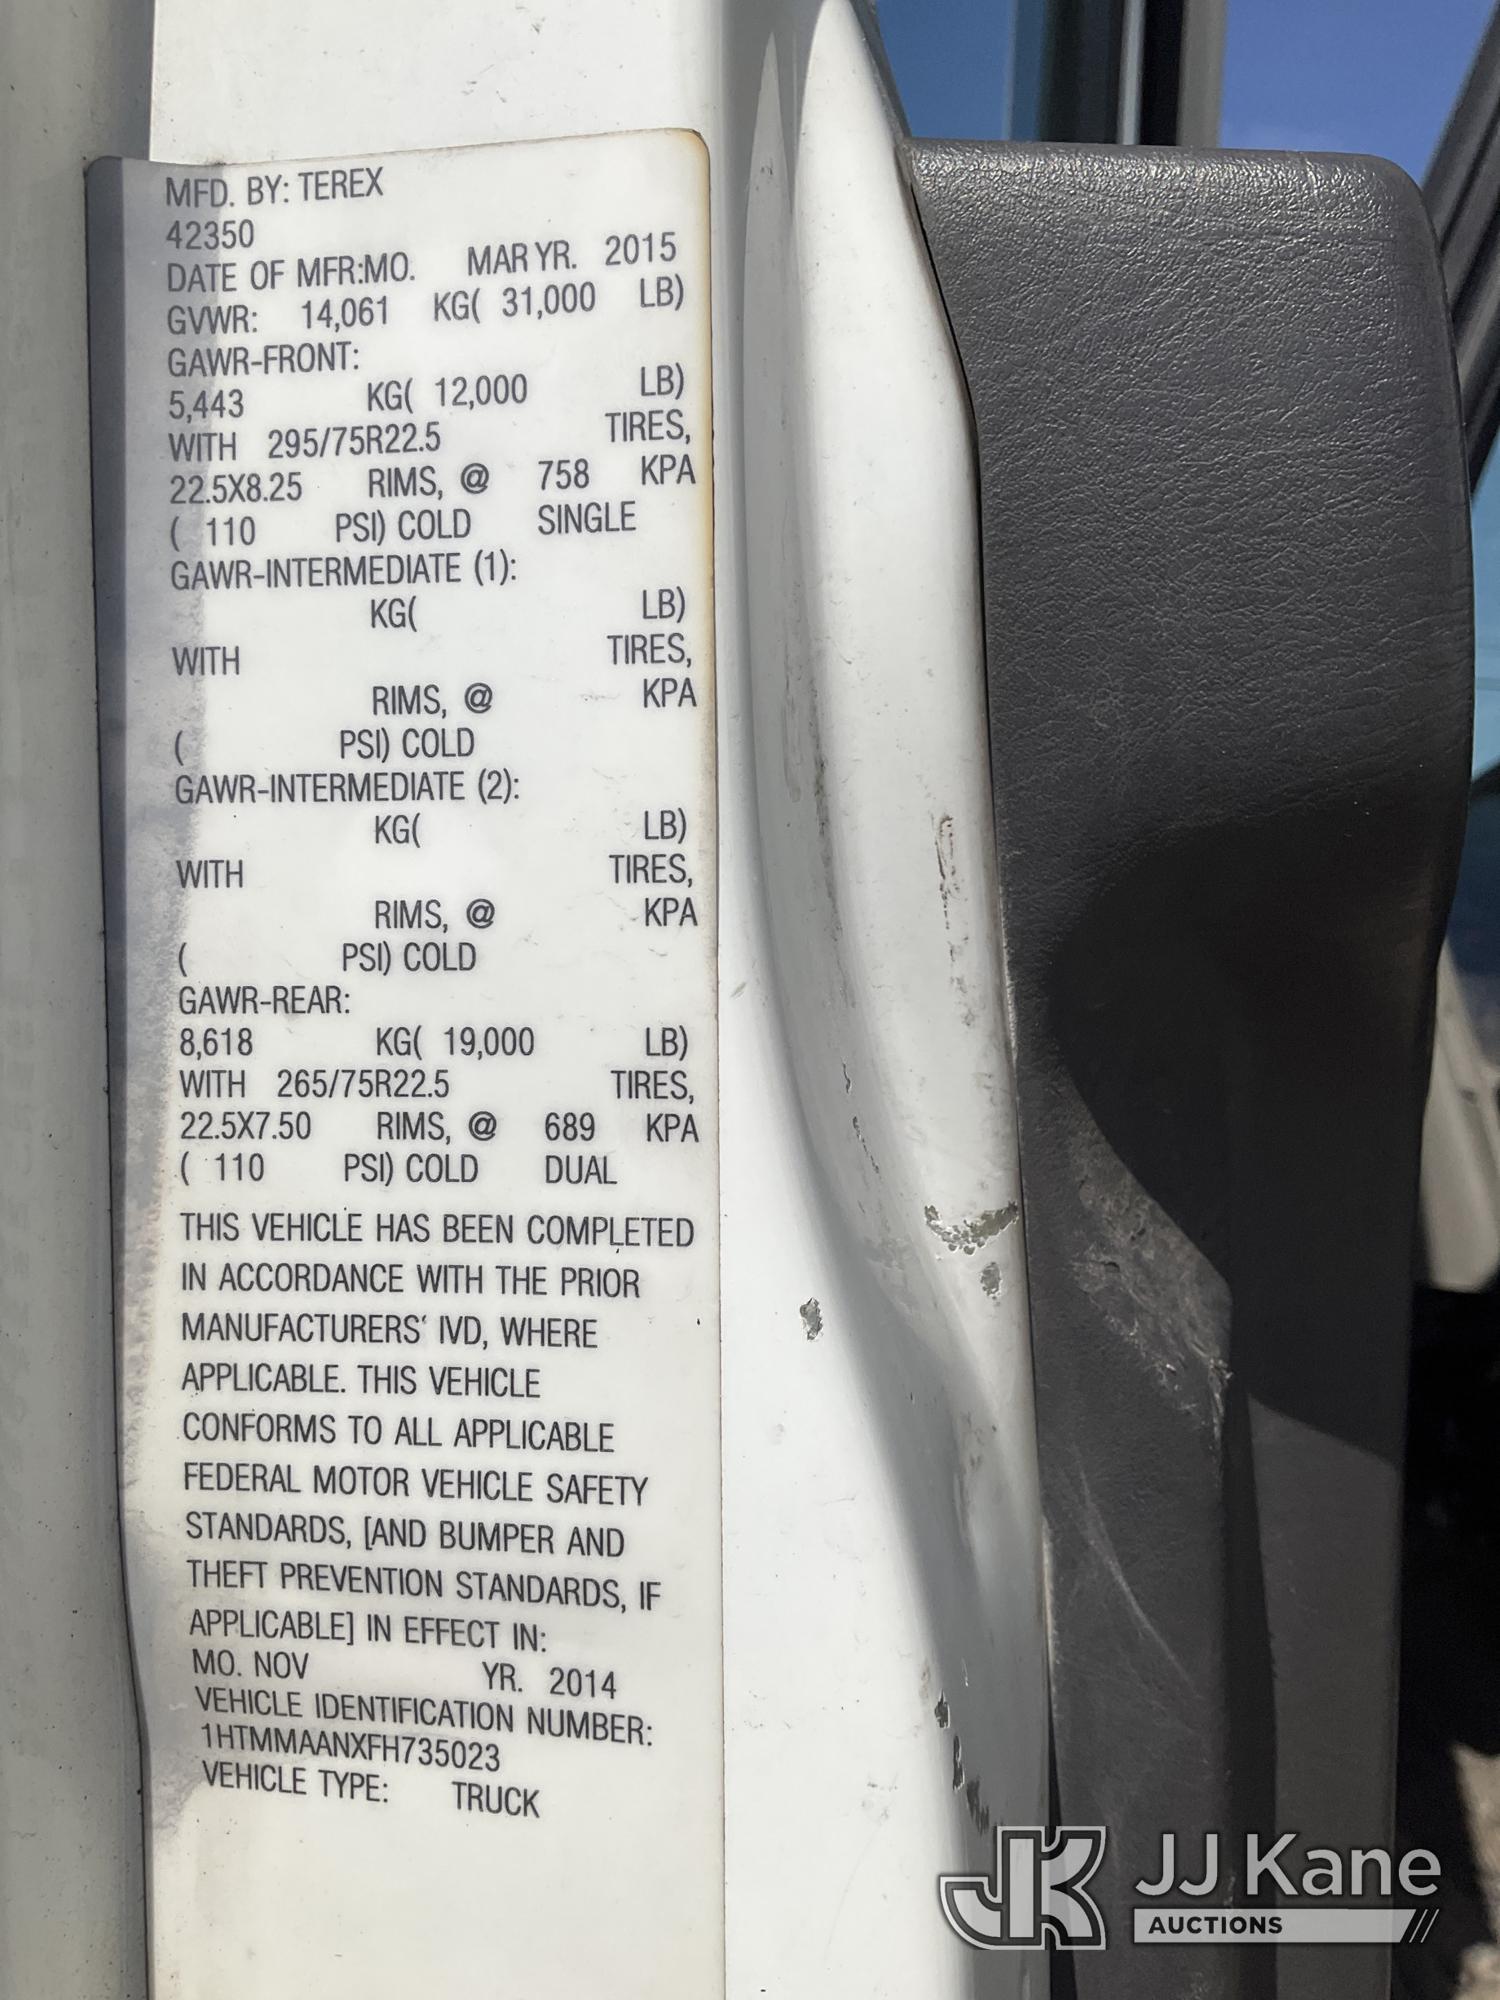 MFD. BY: TEREX
42350
DATE OF MFR:MO. MAR YR. 2015
GVWR: 14,061 KG( 31,000 LB)
GAWR-FRONT:
5,443 KG( 12,000 LB)
WITH 295/75R22.5 TIRES,
22.5X8.25 RIMS, @ 758 KPA
( 110 PSI) COLD SINGLE
GAWR-INTERMEDIATE (1):
KG( LB)
WITH TIRES,
RIMS, @ KPA
( PSI) COLD
GAWR-INTERMEDIATE (2):
KG( LB)
WITH TIRES,
RIMS, @ KPA
( PSI) COLD
GAWR-REAR:
8,618 KG( 19,000 LB)
WITH 265/75R22.5 TIRES,
22.5X7.50 RIMS, @ 689 KPA
( 110 PSI) COLD DUAL
THIS VEHICLE HAS BEEN COMPLETED
IN ACCORDANCE WITH THE PRIOR
MANUFACTURERS' IVD, WHERE
APPLICABLE. THIS VEHICLE
CONFORMS TO ALL APPLICABLE
FEDERAL MOTOR VEHICLE SAFETY
STANDARDS, [AND BUMPER AND
THEFT PREVENTION STANDARDS, IF
APPLICABLE] IN EFFECT IN:
MO. NOV YR. 2014
VEHICLE IDENTIFICATION NUMBER:
1HTMMAANXFH735023
VEHICLE TYPE: TRUCK
JK JJ Kane
AUCTIONS